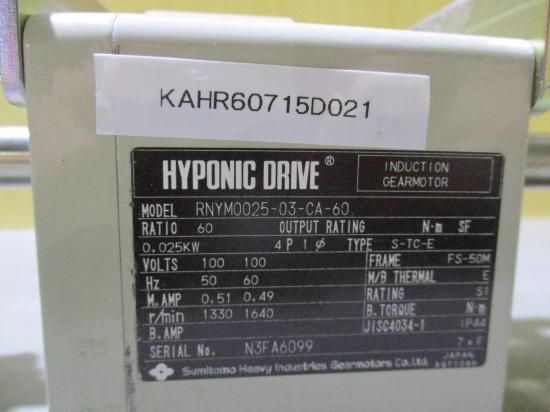 KAHR60715D021
HYPONIC DRIVE®
INDUCTION
GEARMOTOR
MODEL RNYM0025-03-CA-60.
RATIO 60 OUTPUT RATING N-m SF
0.025KW 4 P 1 ø TYPE S-TC-E
VOLTS 100 100 FRAME FS-50M
Hz 50 60 M/B THERMAL E
M.AMP 0.51 0.49 RATING S1
r/min 1330 1640 B.TORQUE N-m
B.AMP JISC4034-1 IP44
SERIAL No. N3FA6099
Sumitomo Heavy Industries Gearmotors Co.,Ltd. JAPAN